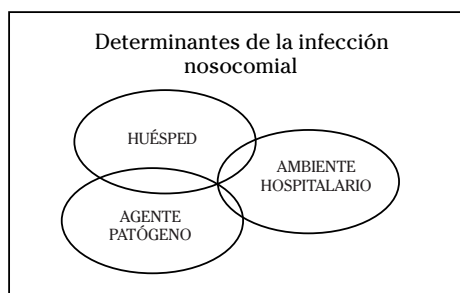 Determinantes de la infección
nosocomial
HUÉSPED
AMBIENTE
HOSPITALARIO
AGENTE
PATÓGENO